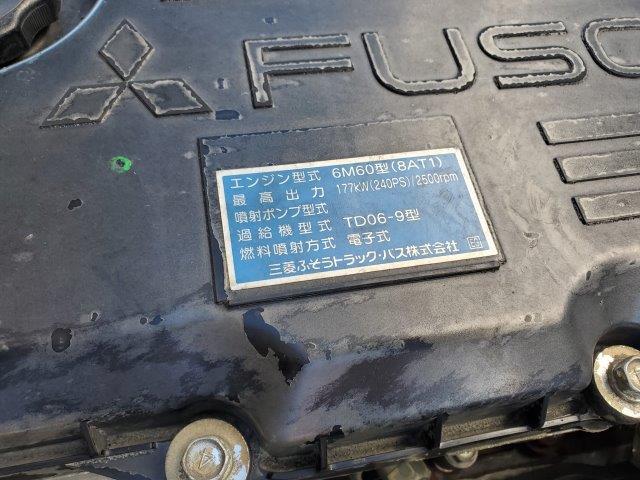 FUSO
エンジン型式 6M60型(8AT1)
最高出力 177kW(240PS)/2500rpm
噴射ポンプ型式
過給機型式 TD06-9型
燃料噴射方式 電子式
三菱ふそうトラック・バス株式会社